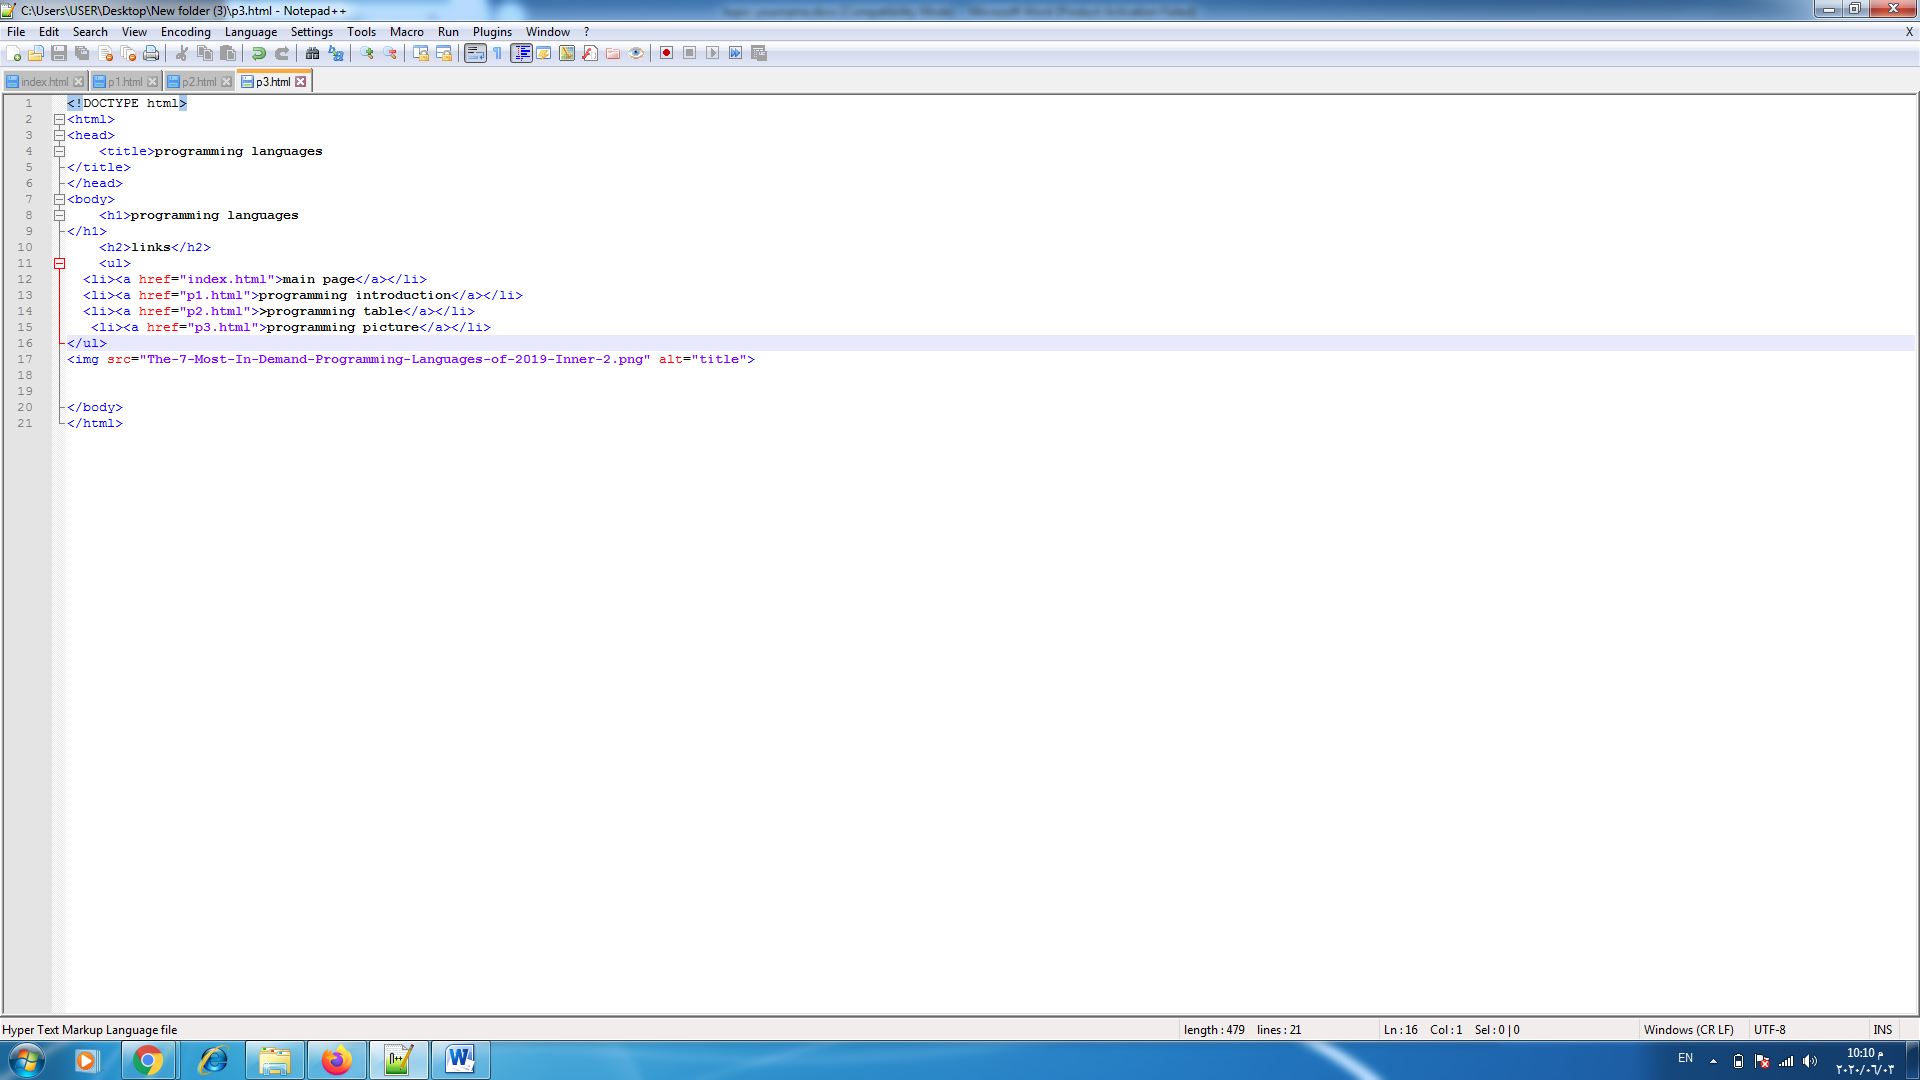 C:\Users\USER\Desktop\New folder (3)\p3.html - Notepad++
File Edit Search View Encoding Language Settings Tools Macro Run Plugins Window ? X
index.html p1.html p2.html p3.html
1 <!DOCTYPE html>
2 <html>
3 <head>
4 <title>programming languages
5 </title>
6 </head>
7 <body>
8 <h1>programming languages
9 </h1>
10 <h2>links</h2>
11 <ul>
12 <li><a href="index.html">main page</a></li>
13 <li><a href="p1.html">programming introduction</a></li>
14 <li><a href="p2.html">>programming table</a></li>
15 <li><a href="p3.html">programming picture</a></li>
16 </ul>
17 <img src="The-7-Most-In-Demand-Programming-Languages-of-2019-Inner-2.png" alt="title">
18
19
20 </body>
21 </html>
Hyper Text Markup Language file length : 479 lines : 21 Ln : 16 Col : 1 Sel : 0 | 0 Windows (CR LF) UTF-8 INS
EN 10:10 م
٢٠٢٠/٠٦/٠٣